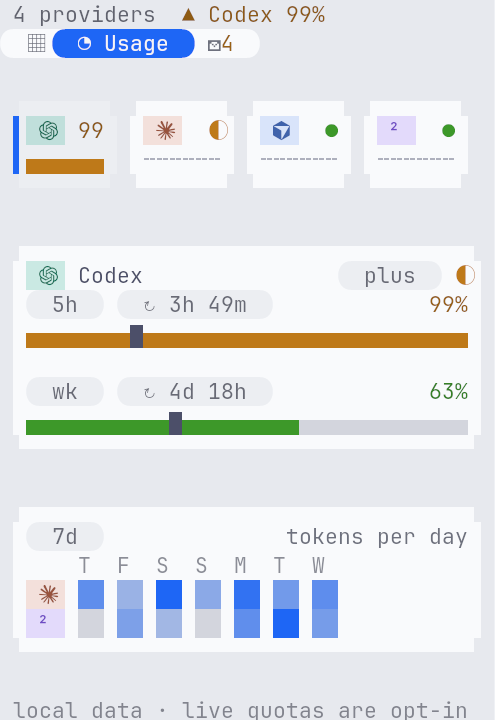 4 providers ▲ Codex 99%
Usage 4
99
2
Codex plus
5h ↻ 3h 49m 99%
wk ↻ 4d 18h 63%
7d tokens per day
T F S S M T W
2
local data · live quotas are opt-in